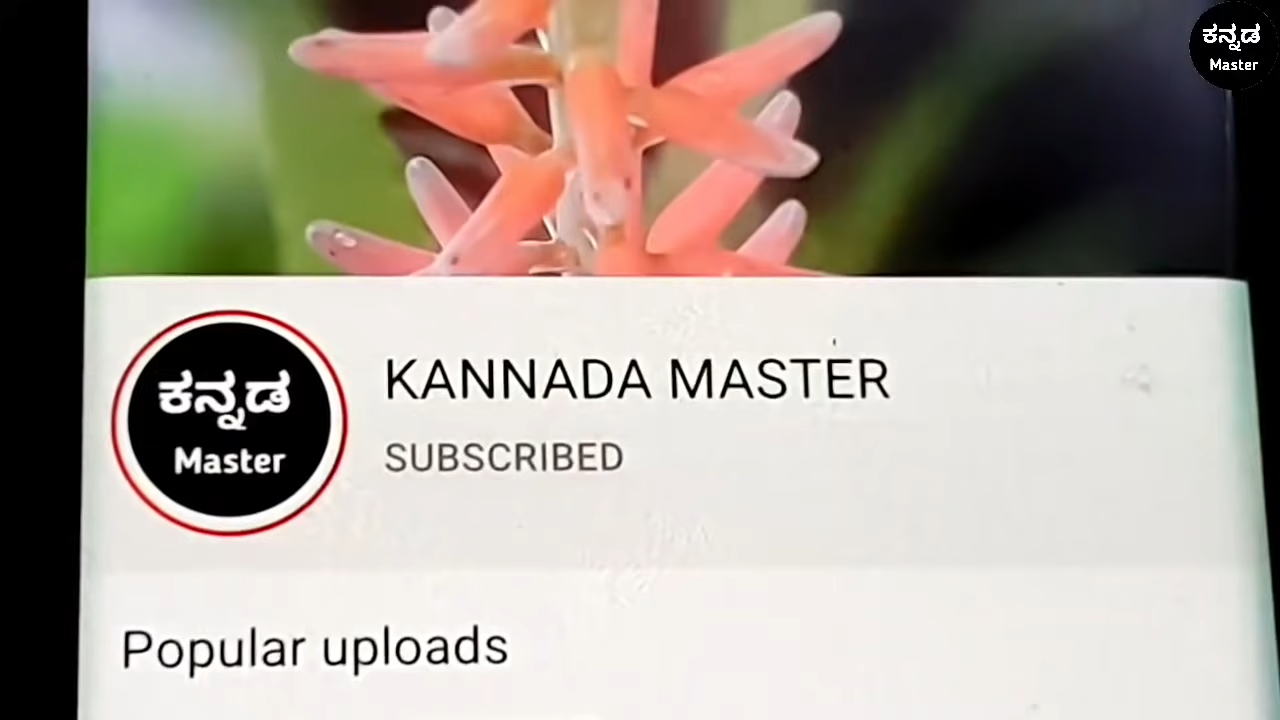 ಕನ್ನಡ
Master
ಕನ್ನಡ
Master
KANNADA MASTER
SUBSCRIBED
Popular uploads